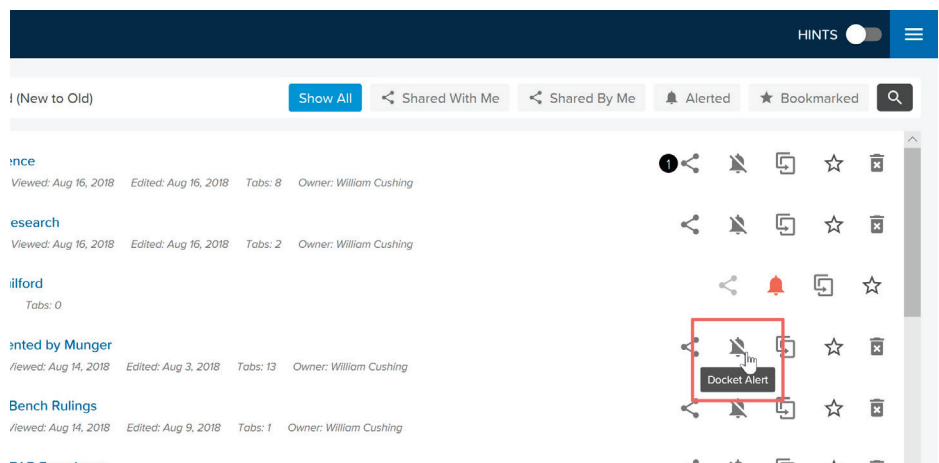 HINTS
(New to Old)
Show All
Shared With Me
Shared By Me
Alerted
Bookmarked
ence
1
Viewed: Aug 16, 2018 Edited: Aug 16, 2018 Tabs: 8 Owner: William Cushing
esearch
Viewed: Aug 16, 2018 Edited: Aug 16, 2018 Tabs: 2 Owner: William Cushing
ilford
Tabs: 0
ented by Munger
Viewed: Aug 14, 2018 Edited: Aug 3, 2018 Tabs: 13 Owner: William Cushing
Docket Alert
Bench Rulings
Viewed: Aug 14, 2018 Edited: Aug 9, 2018 Tabs: 1 Owner: William Cushing